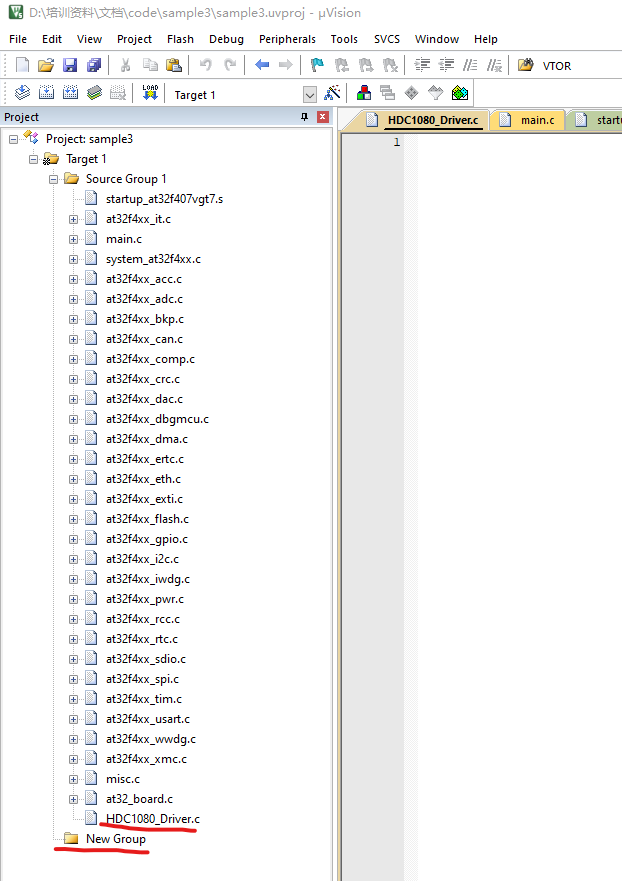 D:\培训资料\文档\code\sample3\sample3.uvproj - µVision
File Edit View Project Flash Debug Peripherals Tools SVCS Window Help
VTOR
LOAD Target 1
Project
HDC1080_Driver.c main.c start
1
Project: sample3
Target 1
Source Group 1
startup_at32f407vgt7.s
at32f4xx_it.c
main.c
system_at32f4xx.c
at32f4xx_acc.c
at32f4xx_adc.c
at32f4xx_bkp.c
at32f4xx_can.c
at32f4xx_comp.c
at32f4xx_crc.c
at32f4xx_dac.c
at32f4xx_dbgmcu.c
at32f4xx_dma.c
at32f4xx_ertc.c
at32f4xx_eth.c
at32f4xx_exti.c
at32f4xx_flash.c
at32f4xx_gpio.c
at32f4xx_i2c.c
at32f4xx_iwdg.c
at32f4xx_pwr.c
at32f4xx_rcc.c
at32f4xx_rtc.c
at32f4xx_sdio.c
at32f4xx_spi.c
at32f4xx_tim.c
at32f4xx_usart.c
at32f4xx_wwdg.c
at32f4xx_xmc.c
misc.c
at32_board.c
HDC1080_Driver.c
New Group